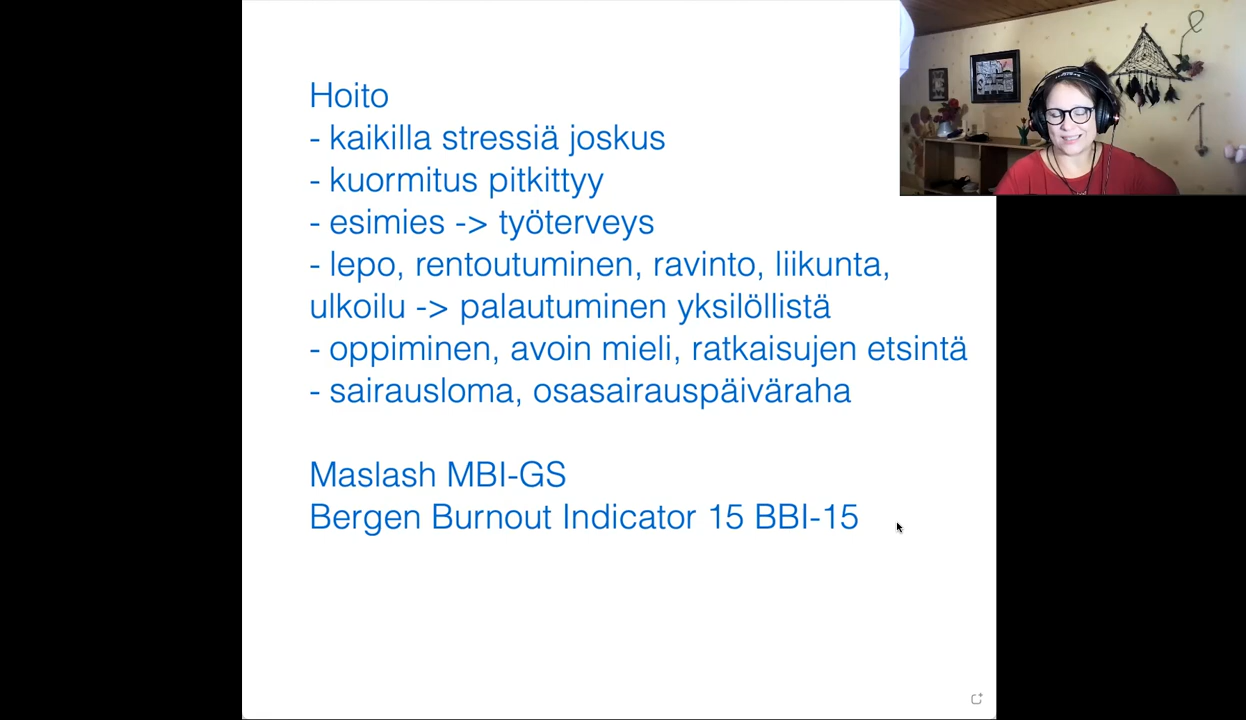 Hoito
- kaikilla stressiä joskus
- kuormitus pitkittyy
- esimies -> työterveys
- lepo, rentoutuminen, ravinto, liikunta,
ulkoilu -> palautuminen yksilöllistä
- oppiminen, avoin mieli, ratkaisujen etsintä
- sairausloma, osasairauspäiväraha
Maslash MBI-GS
Bergen Burnout Indicator 15 BBI-15